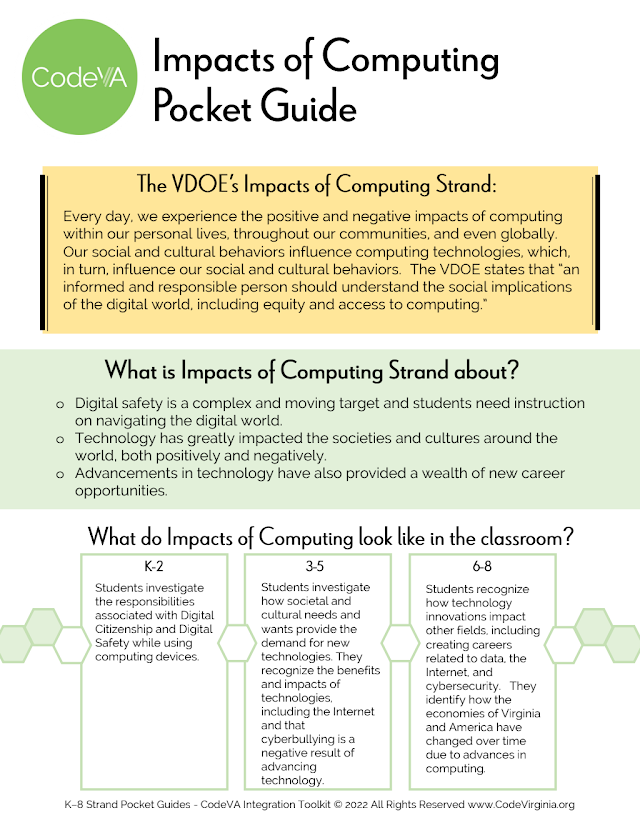 CodeVA
Impacts of Computing
Pocket Guide
The VDOE's Impacts of Computing Strand:
Every day, we experience the positive and negative impacts of computing
within our personal lives, throughout our communities, and even globally.
Our social and cultural behaviors influence computing technologies, which,
in turn, influence our social and cultural behaviors. The VDOE states that “an
informed and responsible person should understand the social implications
of the digital world, including equity and access to computing.”
What is Impacts of Computing Strand about?
o Digital safety is a complex and moving target and students need instruction
on navigating the digital world.
o Technology has greatly impacted the societies and cultures around the
world, both positively and negatively.
o Advancements in technology have also provided a wealth of new career
opportunities.
What do Impacts of Computing look like in the classroom?
K-2
Students investigate
the responsibilities
associated with Digital
Citizenship and Digital
Safety while using
computing devices.
3-5
Students investigate
how societal and
cultural needs and
wants provide the
demand for new
technologies. They
recognize the benefits
and impacts of
technologies,
including the Internet
and that
cyberbullying is a
negative result of
advancing
technology.
6-8
Students recognize
how technology
innovations impact
other fields, including
creating careers
related to data, the
Internet, and
cybersecurity. They
identify how the
economies of Virginia
and America have
changed over time
due to advances in
computing.
K–8 Strand Pocket Guides - CodeVA Integration Toolkit © 2022 All Rights Reserved www.CodeVirginia.org